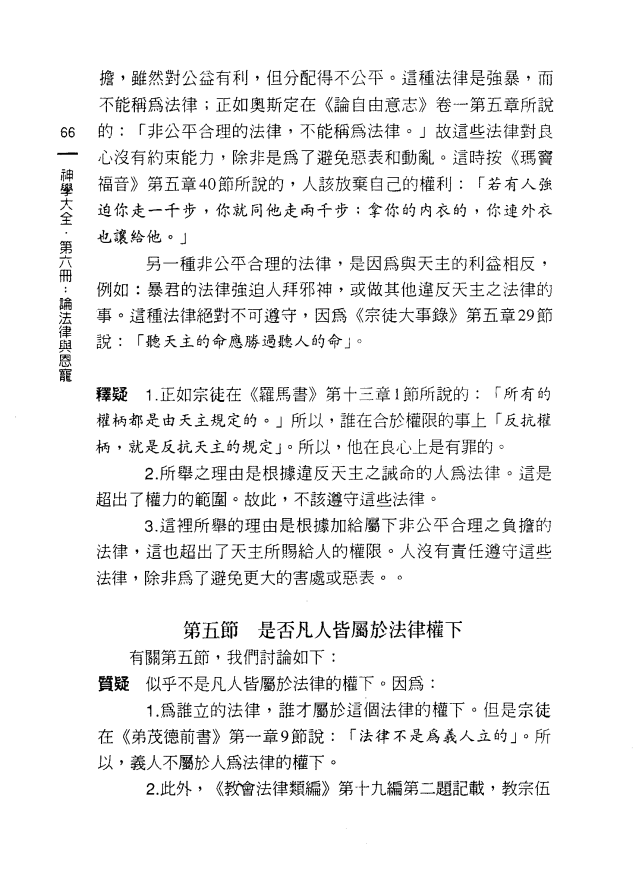 擔，雖然對公益有利，但分配得不公平。這種法律是強暴，而
不能稱爲法律；正如奧斯定在《論自由意志》卷一第五章所說
的：「非公平合理的法律，不能稱爲法律。」故這些法律對良
心沒有約束能力，除非是爲了避免惡表和動亂。這時按《瑪竇
福音》第五章40節所說的，人該放棄自己的權利：「若有人強
迫你走一千步，你就同他走兩千步；拿你的內衣的，你連外衣
也讓給他。」
另一種非公平合理的法律，是因爲與天主的利益相反，
例如：暴君的法律強迫人拜邪神，或做其他違反天主之法律的
事。這種法律絕對不可遵守，因爲《宗徒大事錄》第五章29節
說：「聽天主的命應勝過聽人的命」。
釋疑　1.正如宗徒在《羅馬書》第十三章1節所說的：「所有的
權柄都是由天主規定的。」所以，誰在合於權限的事上「反抗權
柄，就是反抗天主的規定」。所以，他在良心上是有罪的。
2.所舉之理由是根據違反天主之誡命的人爲法律。這是
超出了權力的範圍。故此，不該遵守這些法律。
3.這裡所舉的理由是根據加給屬下非公平合理之負擔的
法律，這也超出了天主所賜給人的權限。人沒有責任遵守這些
法律，除非爲了避免更大的害處或惡表。。
第五節　是否凡人皆屬於法律權下
有關第五節，我們討論如下：
質疑　似乎不是凡人皆屬於法律的權下。因爲：
1.爲誰立的法律，誰才屬於這個法律的權下。但是宗徒
在《弟茂德前書》第一章9節說：「法律不是爲義人立的」。所
以，義人不屬於人爲法律的權下。
2.此外，《教會法律類編》第十九編第二題記載，教宗伍
66
神學大全．第六冊：論法律與恩寵